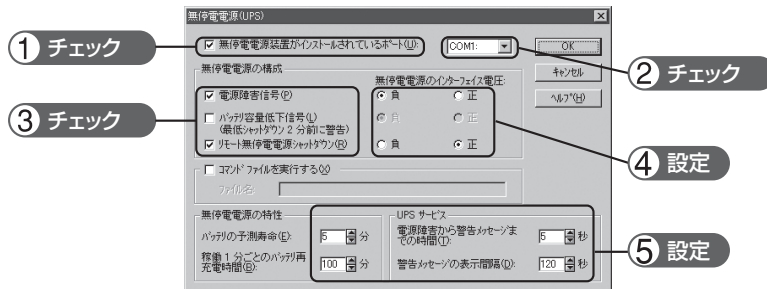 無停電電源(UPS)
① チェック
無停電電源装置がインストールされているポート(U):
COM1:
OK
② チェック
キャンセル
ヘルプ(H)
無停電電源の構成
無停電電源のインターフェイス電圧:
③ チェック
電源障害信号(P)
負 正
バッテリ容量低下信号(L)
(最低シャットダウン 2 分前に警告)
負 正
リモート無停電電源シャットダウン(R)
負 正
④ 設定
コマンド ファイルを実行する(X)
ファイル名:
無停電電源の特性
バッテリの予測寿命(E):
5 分
稼働 1 分ごとのバッテリ再
充電時間(B):
100 分
UPS サービス
電源障害から警告メッセージま
での時間(T):
5 秒
警告メッセージの表示間隔(D):
120 秒
⑤ 設定